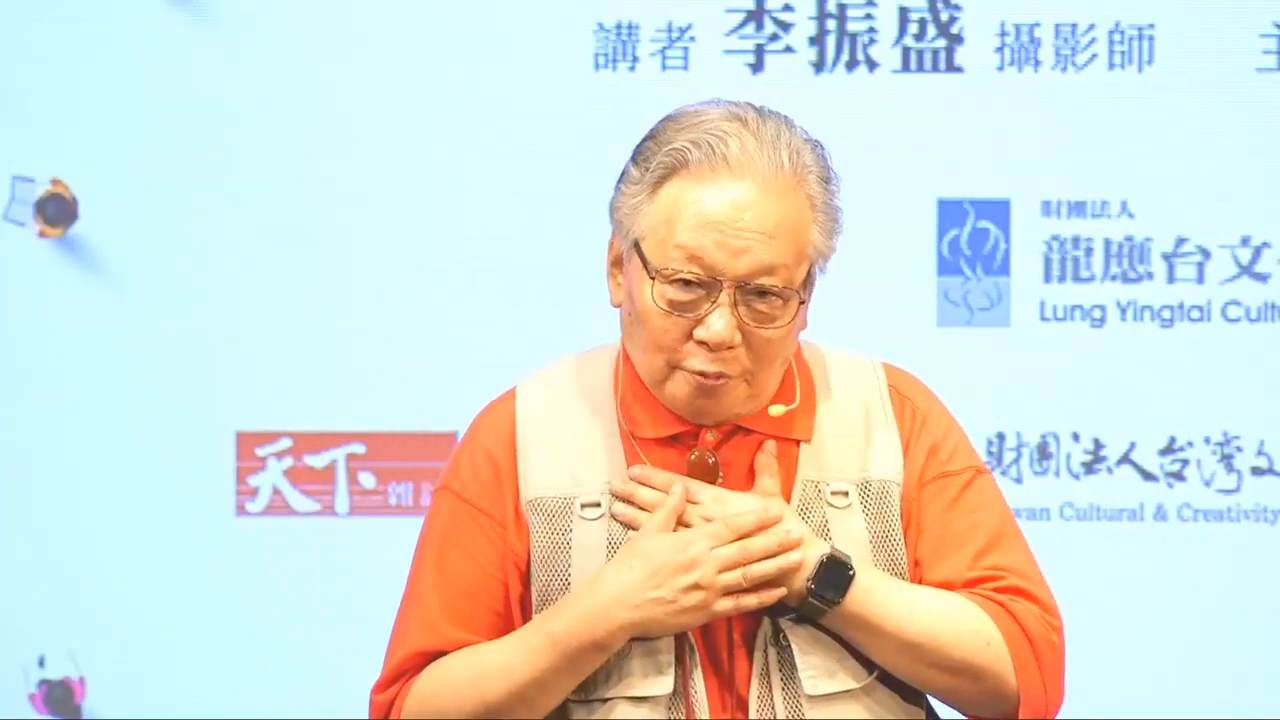 講者 李振盛 攝影師 主
財團法人
龍應台文
Lung Yingtai Cult
天下
財團法人台灣文
wan Cultural & Creativity